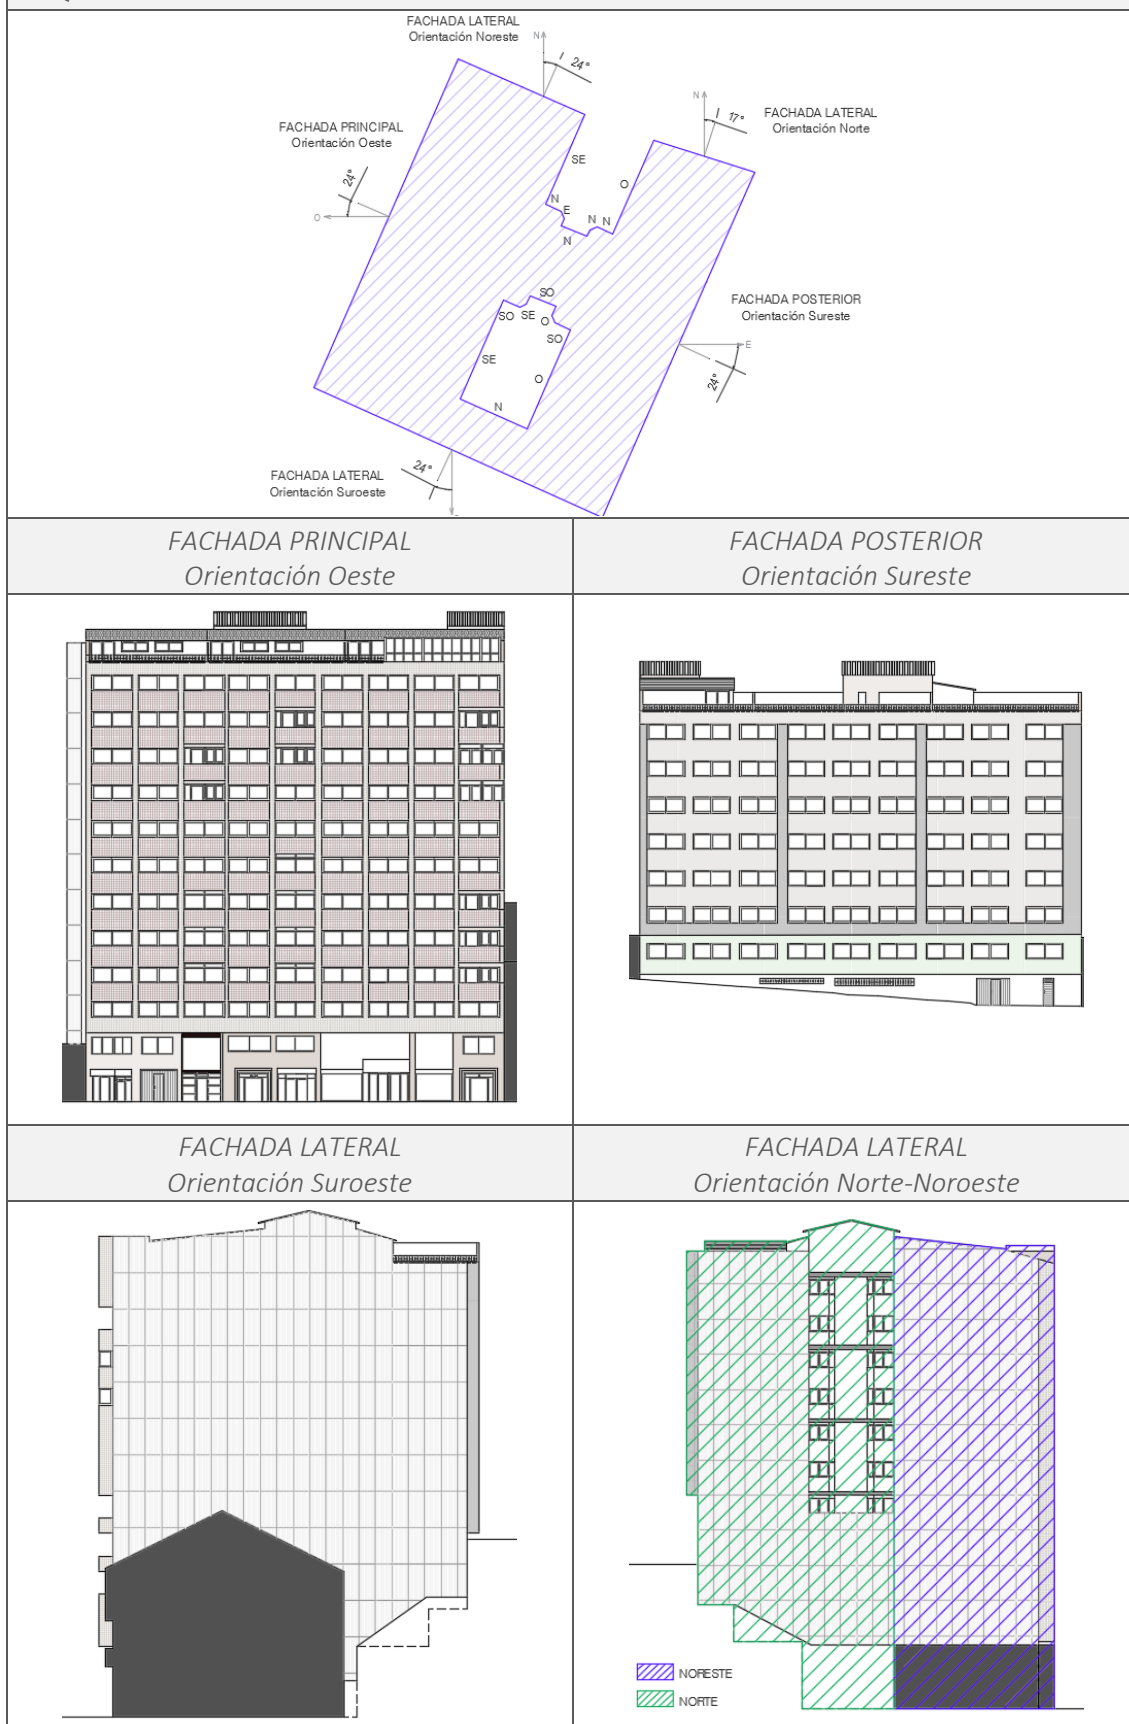 FACHADA LATERAL
Orientación Noreste
N
24°
N
17°
FACHADA LATERAL
Orientación Norte
FACHADA PRINCIPAL
Orientación Oeste
24°
O
SE
O
N
E
N
N
N
SO
SO
SE
O
SO
SE
O
N
FACHADA POSTERIOR
Orientación Sureste
E
24°
FACHADA LATERAL
Orientación Suroeste
24°
FACHADA PRINCIPAL
Orientación Oeste
FACHADA POSTERIOR
Orientación Sureste
FACHADA LATERAL
Orientación Suroeste
FACHADA LATERAL
Orientación Norte-Noroeste
NORESTE
NORTE